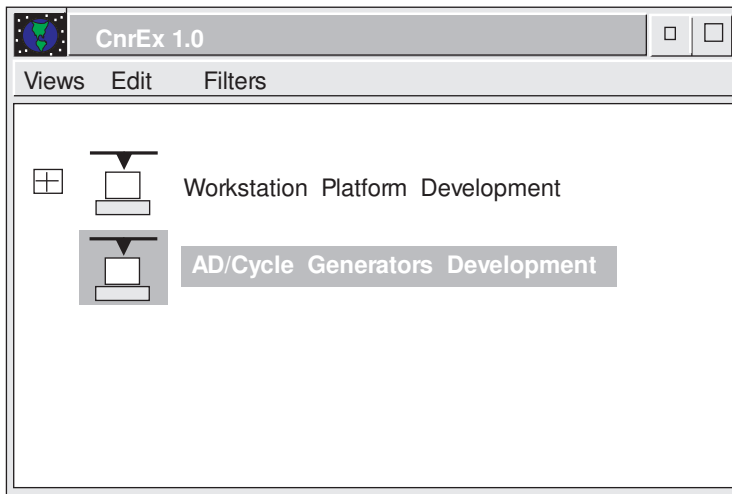 CnrEx 1.0
Views Edit Filters
Workstation Platform Development
AD/Cycle Generators Development